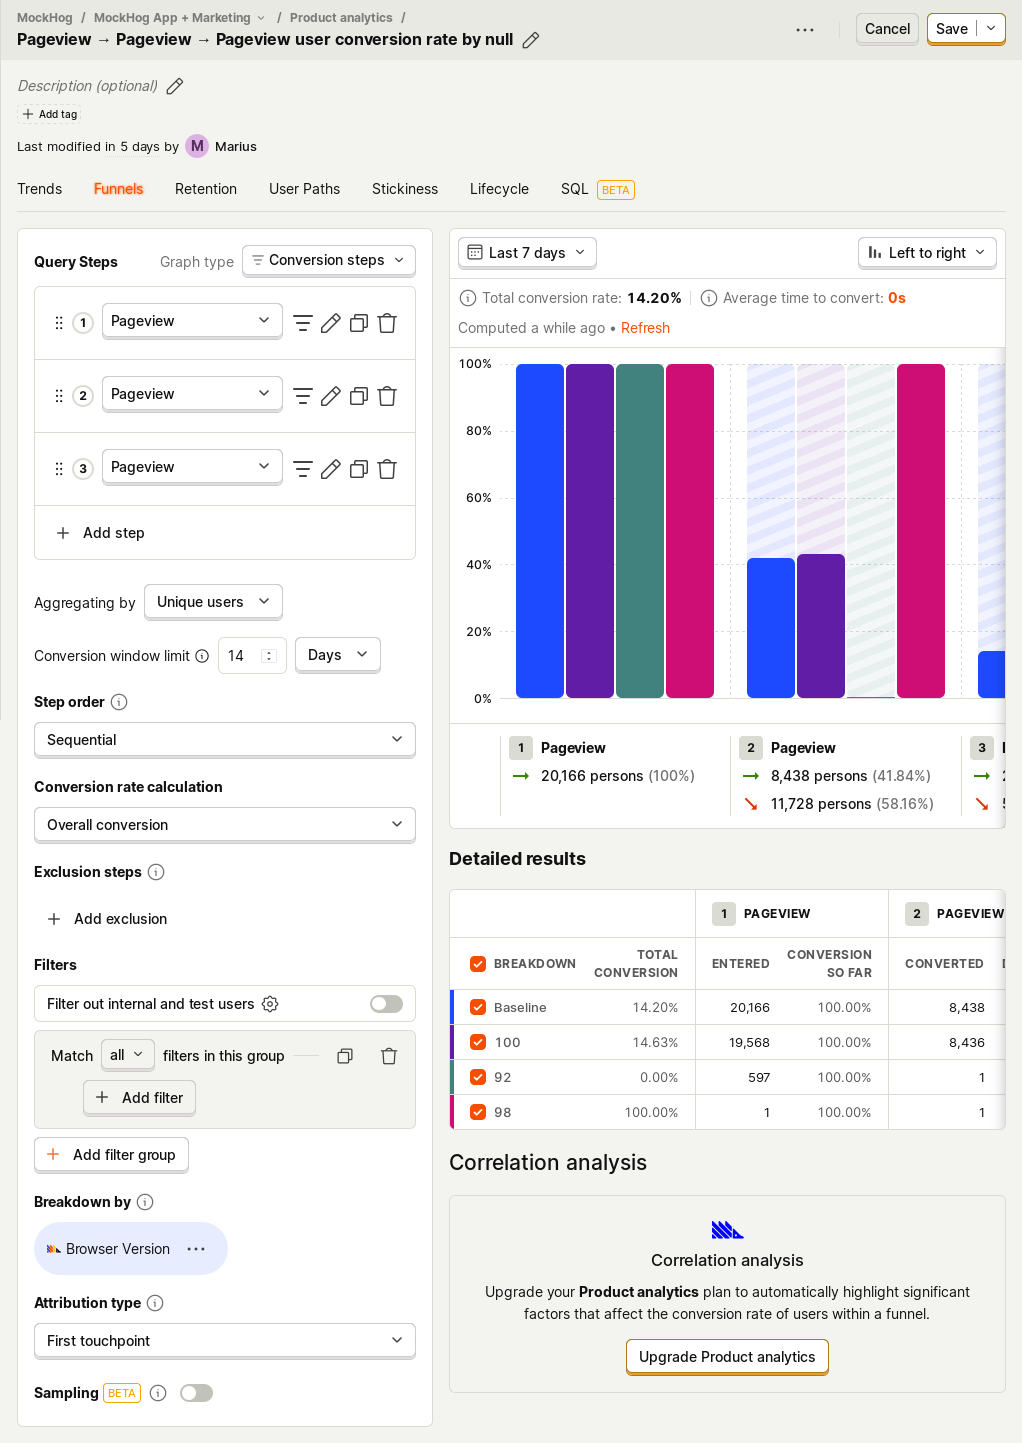 MockHog / MockHog App + Marketing / Product analytics /
Pageview → Pageview → Pageview user conversion rate by null
Cancel
Save
Description (optional)
Add tag
Last modified in 5 days by M Marius
Trends Funnels Retention User Paths Stickiness Lifecycle SQL BETA
Query Steps
Graph type Conversion steps
1 Pageview
2 Pageview
3 Pageview
Add step
Aggregating by Unique users
Conversion window limit 14 Days
Step order
Sequential
Conversion rate calculation
Overall conversion
Exclusion steps
Add exclusion
Filters
Filter out internal and test users
Match all filters in this group
Add filter
Add filter group
Breakdown by
Browser Version
Attribution type
First touchpoint
Sampling BETA
Last 7 days
Left to right
Total conversion rate: 14.20% Average time to convert: 0s
Computed a while ago • Refresh
100%
80%
60%
40%
20%
0%
1 Pageview
20,166 persons (100%)
2 Pageview
8,438 persons (41.84%)
11,728 persons (58.16%)
3
Detailed results
1 PAGEVIEW 2 PAGEVIEW
BREAKDOWN TOTAL CONVERSION ENTERED CONVERSION SO FAR CONVERTED
Baseline 14.20% 20,166 100.00% 8,438
100 14.63% 19,568 100.00% 8,436
92 0.00% 597 100.00% 1
98 100.00% 1 100.00% 1
Correlation analysis
Correlation analysis
Upgrade your Product analytics plan to automatically highlight significant
factors that affect the conversion rate of users within a funnel.
Upgrade Product analytics